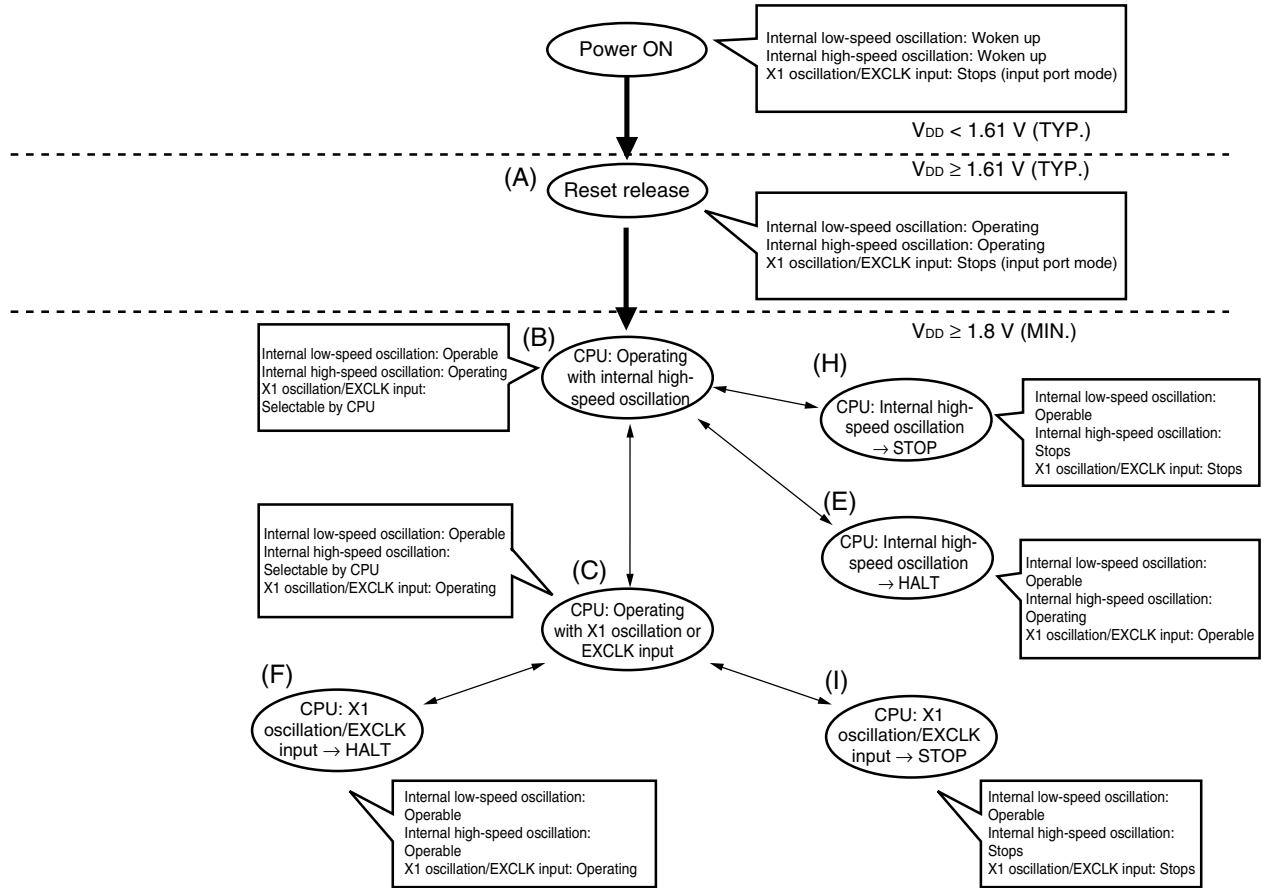 Power ON
Internal low-speed oscillation: Woken up
Internal high-speed oscillation: Woken up
X1 oscillation/EXCLK input: Stops (input port mode)
VDD < 1.61 V (TYP.)
VDD ≥ 1.61 V (TYP.)
(A)
Reset release
Internal low-speed oscillation: Operating
Internal high-speed oscillation: Operating
X1 oscillation/EXCLK input: Stops (input port mode)
VDD ≥ 1.8 V (MIN.)
Internal low-speed oscillation: Operable
Internal high-speed oscillation: Operating
X1 oscillation/EXCLK input:
Selectable by CPU
(B)
CPU: Operating
with internal high-
speed oscillation
(H)
CPU: Internal high-
speed oscillation
→ STOP
Internal low-speed oscillation:
Operable
Internal high-speed oscillation:
Stops
X1 oscillation/EXCLK input: Stops
(E)
CPU: Internal high-
speed oscillation
→ HALT
Internal low-speed oscillation:
Operable
Internal high-speed oscillation:
Operating
X1 oscillation/EXCLK input: Operable
Internal low-speed oscillation: Operable
Internal high-speed oscillation:
Selectable by CPU
X1 oscillation/EXCLK input: Operating
(C)
CPU: Operating
with X1 oscillation or
EXCLK input
(F)
CPU: X1
oscillation/EXCLK
input → HALT
Internal low-speed oscillation:
Operable
Internal high-speed oscillation:
Operable
X1 oscillation/EXCLK input: Operating
(I)
CPU: X1
oscillation/EXCLK
input → STOP
Internal low-speed oscillation:
Operable
Internal high-speed oscillation:
Stops
X1 oscillation/EXCLK input: Stops